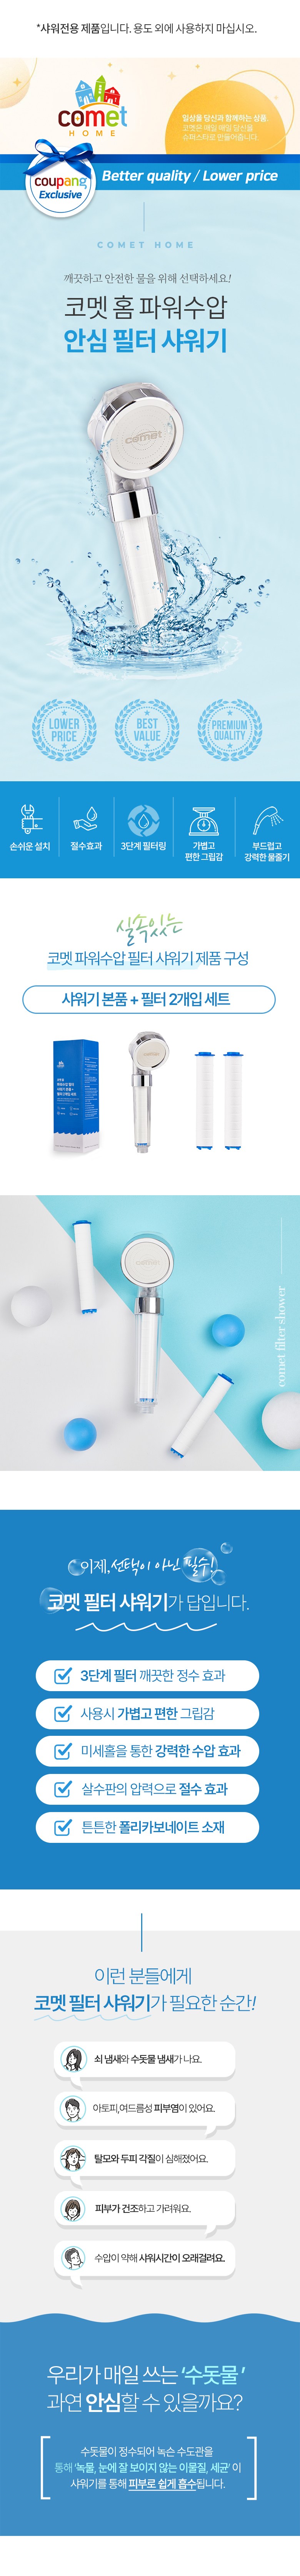 *샤워전용 제품입니다. 용도 외에 사용하지 마십시오.
comet
HOME
일상을 당신과 함께하는 상품.
코멧은 매일 매일 당신을
슈퍼스타로 만들어줍니다.
coupang
Exclusive
Better quality / Lower price
COMET HOME
깨끗하고 안전한 물을 위해 선택하세요!
코멧 홈 파워수압
안심 필터 샤워기
comet
LOWER
PRICE
BEST
VALUE
PREMIUM
QUALITY
손쉬운 설치
절수효과
3단계 필터링
가볍고
편한 그립감
부드럽고
강력한 물줄기
실속있는
코멧 파워수압 필터 샤워기 제품 구성
샤워기 본품 + 필터 2개입 세트
comet
comet filter shower
이제, 선택이 아닌 필수!
코멧 필터 샤워기가 답입니다.
3단계 필터 깨끗한 정수 효과
사용시 가볍고 편한 그립감
미세홀을 통한 강력한 수압 효과
살수판의 압력으로 절수 효과
튼튼한 폴리카보네이트 소재
이런 분들에게
코멧 필터 샤워기가 필요한 순간!
쇠 냄새와 수돗물 냄새가 나요.
아토피,여드름성 피부염이 있어요.
탈모와 두피 각질이 심해졌어요.
피부가 건조하고 가려워요.
수압이 약해 샤워시간이 오래걸려요.
우리가 매일 쓰는 '수돗물'
과연 안심할 수 있을까요?
수돗물이 정수되어 녹슨 수도관을
통해 '녹물, 눈에 잘 보이지 않는 이물질, 세균' 이
샤워기를 통해 피부로 쉽게 흡수됩니다.